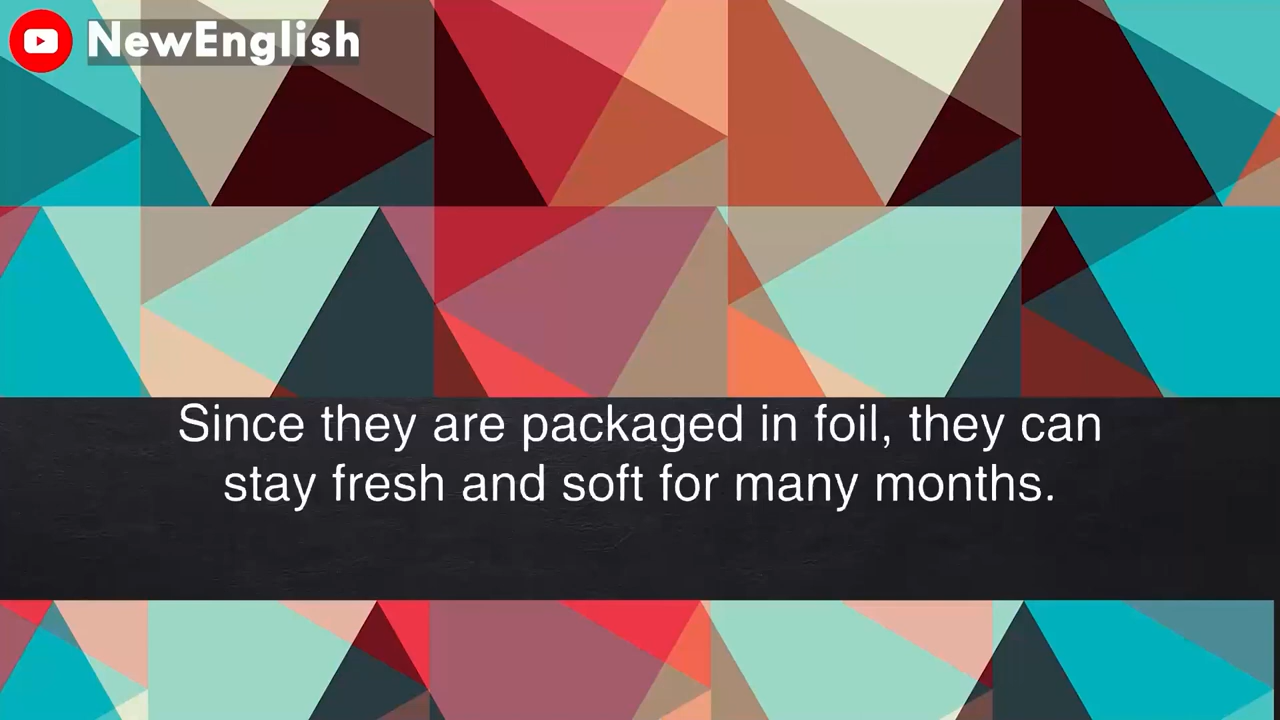 NewEnglish
Since they are packaged in foil, they can
stay fresh and soft for many months.